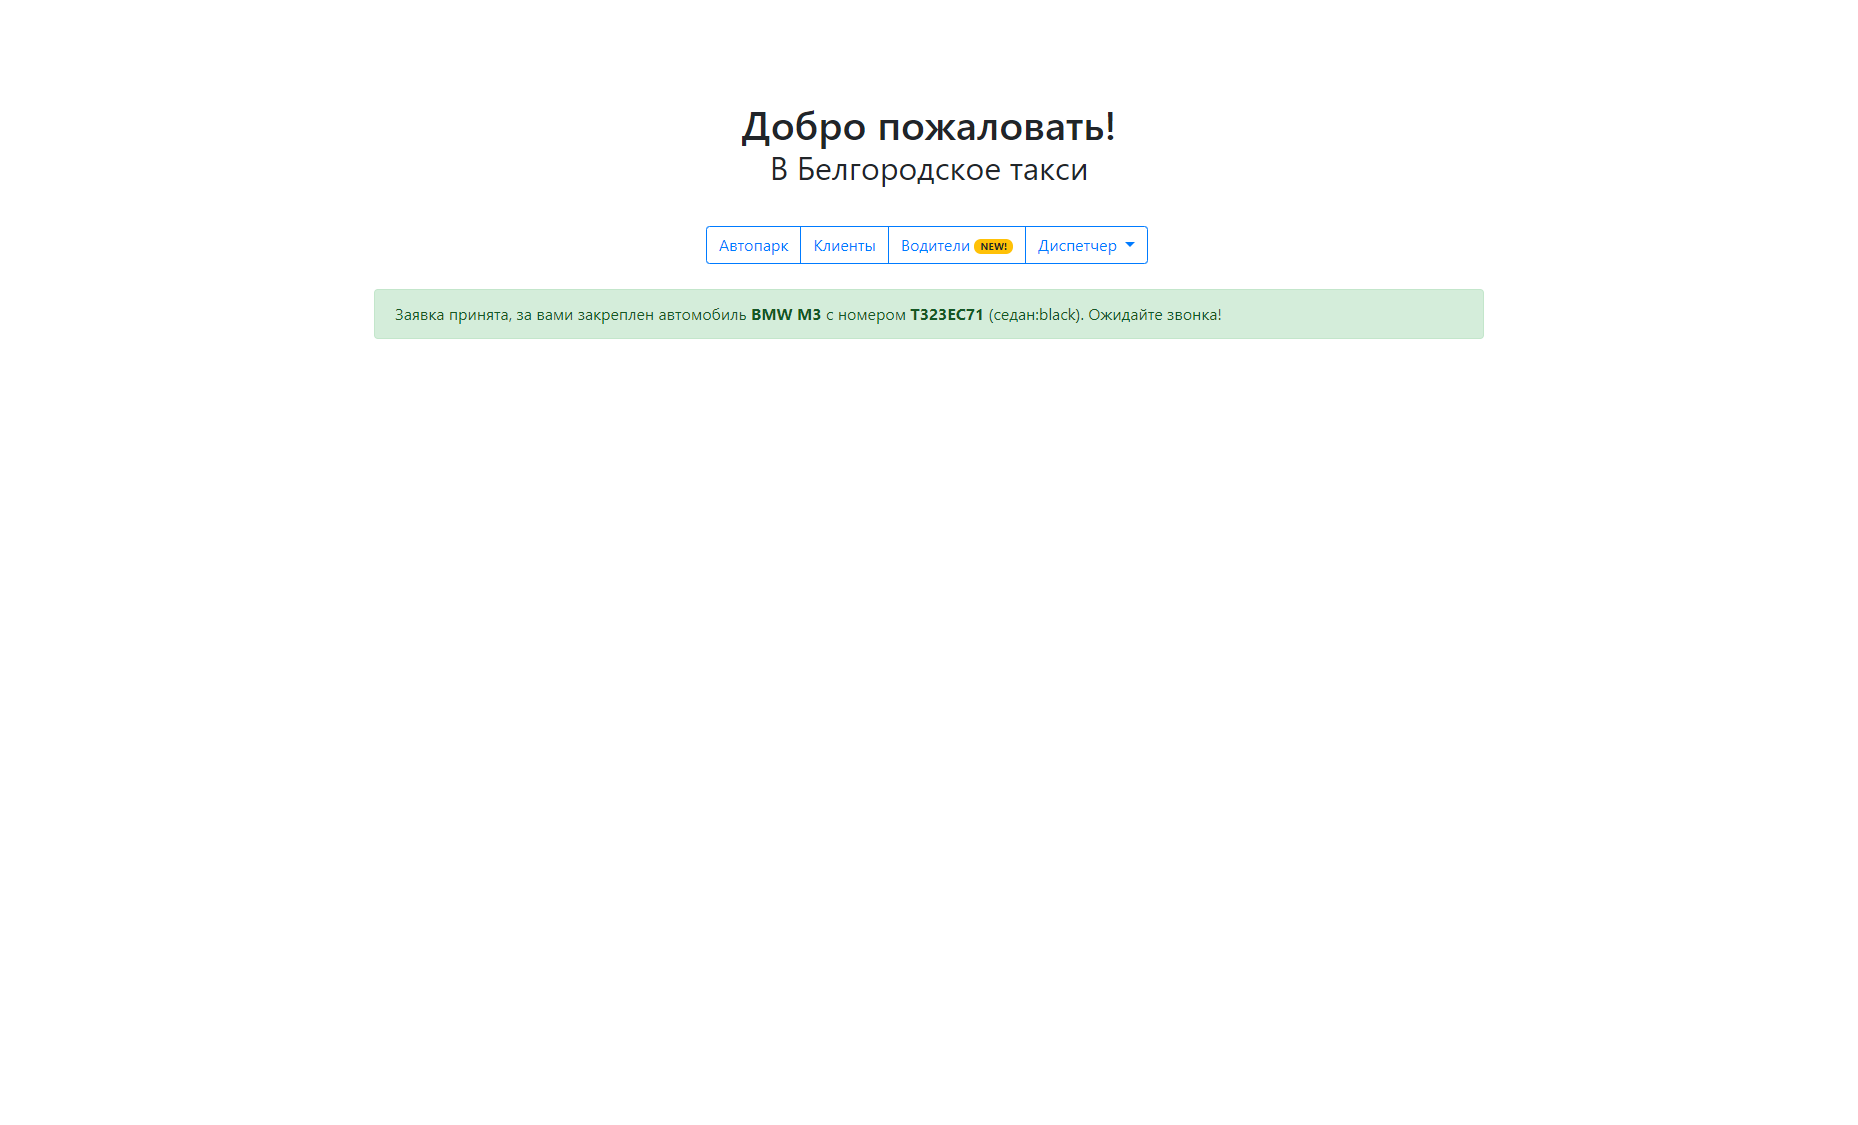 Добро пожаловать!
В Белгородское такси
Автопарк Клиенты Водители NEW! Диспетчер
Заявка принята, за вами закреплен автомобиль BMW M3 с номером Т323ЕС71 (седан:black). Ожидайте звонка!